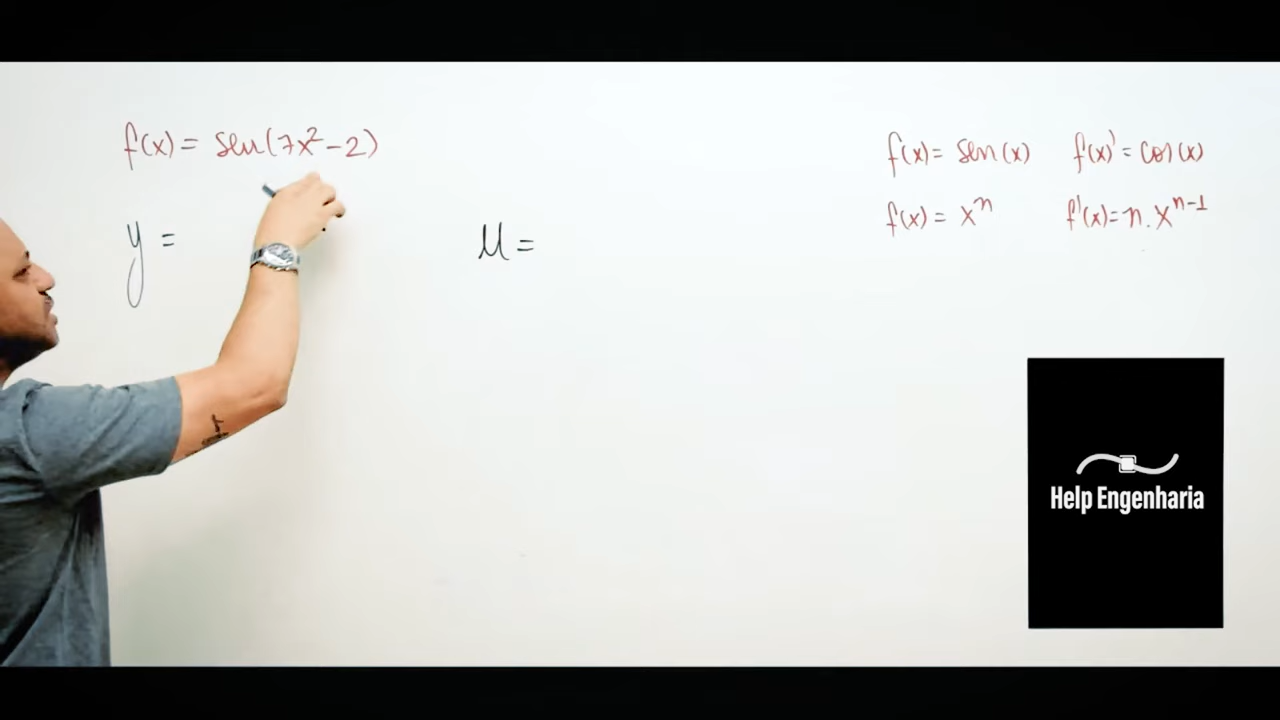 f(x) = sen(7x² - 2)
y =
u =
f(x) = sen(x) f(x)' = cos(x)
f(x) = xⁿ f'(x) = n . xⁿ⁻¹
Help Engenharia